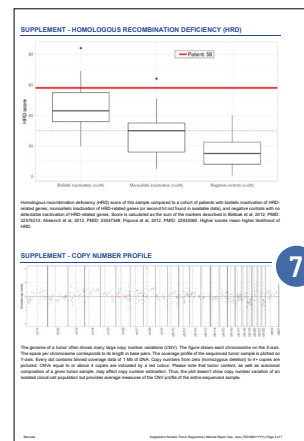 SUPPLEMENT - HOMOLOGOUS RECOMBINATION DEFICIENCY (HRD)
Patient: 58
HRD score
80
60
40
20
0
Biallelic inactivation (n=28)
Monoallelic inactivation (n=26)
Negative controls (n=25)
Homologous recombination deficiency (HRD) score of this sample compared to a cohort of patients with biallelic inactivation of HRD-
related genes, monoallelic inactivation of HRD-related genes (or second hit not found in available data), and negative controls with no
detectable inactivation of HRD-related genes. Score is calculated as the sum of the markers described in Birkbak et al, 2012, PMID:
22576213, Abkevich et al, 2012, PMID: 23047548; Popova et al, 2012, PMID: 22933060. Higher scores mean higher likelihood of
HRD.
SUPPLEMENT - COPY NUMBER PROFILE
7
The genome of a tumor often shows many large copy number variations (CNV). The figure shows each chromosome on the X-axis.
The space per chromosome corresponds to its length in base pairs. The coverage profile of the sequenced tumor sample is plotted on
Y-axis. Every dot contains binned coverage data of 1 Mb of DNA. Copy numbers from zero (homozygous deletion) to 4+ copies are
pictured. CNVs equal to or above 4 copies are indicated by a red colour. Please note that tumor content, as well as subclonal
composition of a given tumor sample, may affect copy number estimation. Thus, the plot doesn't show copy number variation of an
isolated clonal cell population but provides average measures of the CNV profile of the entire sequenced sample.